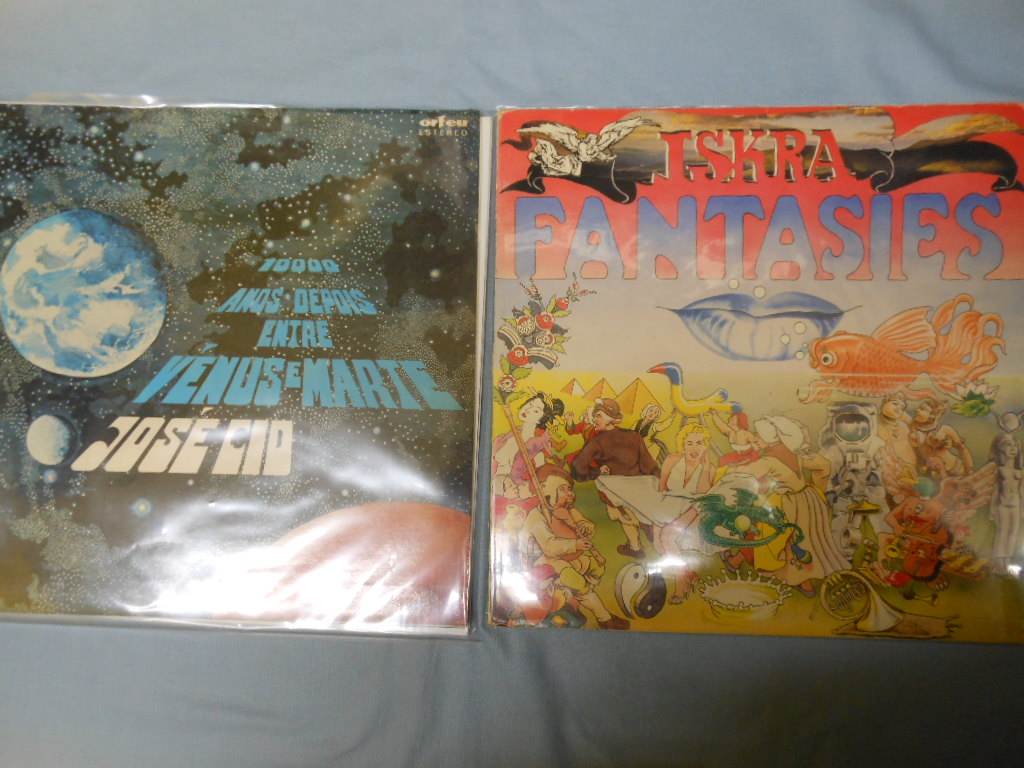 orfeu
ESTEREO
10000
ANOS DEPOIS
ENTRE
VÉNUS E MARTE
JOSÉ CID
ISKRA
FANTASIES